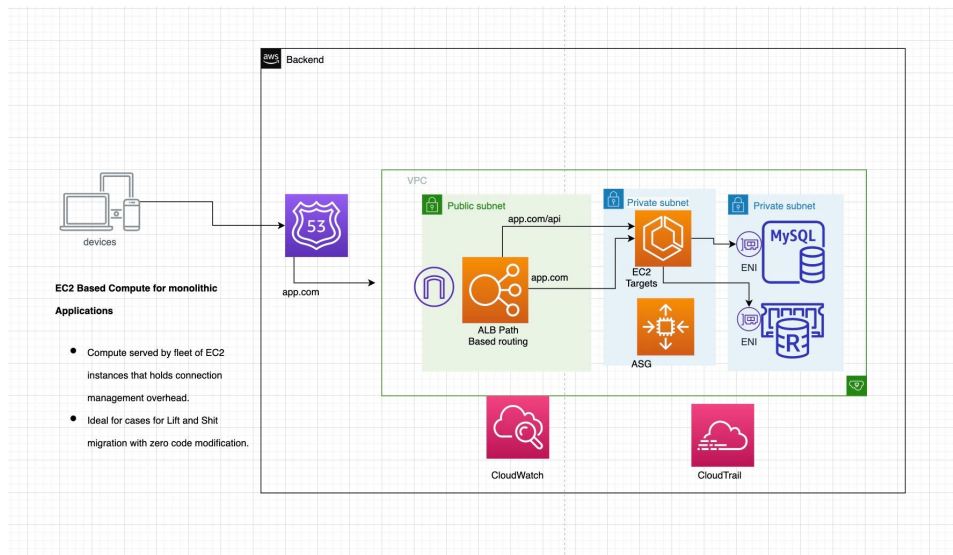 aws
Backend
VPC
Public subnet
Private subnet
Private subnet
devices
53
app.com
app.com/api
app.com
ALB Path
Based routing
EC2
Targets
ASG
MySQL
ENI
ENI
R
CloudWatch
CloudTrail
EC2 Based Compute for monolithic
Applications
● Compute served by fleet of EC2
instances that holds connection
management overhead.
● Ideal for cases for Lift and Shit
migration with zero code modification.